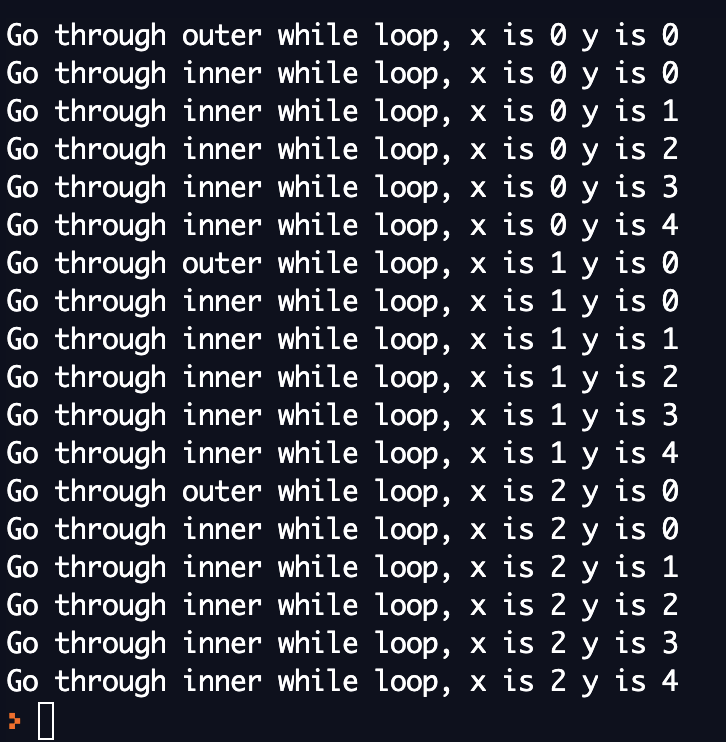 Go through outer while loop, x is 0 y is 0
Go through inner while loop, x is 0 y is 0
Go through inner while loop, x is 0 y is 1
Go through inner while loop, x is 0 y is 2
Go through inner while loop, x is 0 y is 3
Go through inner while loop, x is 0 y is 4
Go through outer while loop, x is 1 y is 0
Go through inner while loop, x is 1 y is 0
Go through inner while loop, x is 1 y is 1
Go through inner while loop, x is 1 y is 2
Go through inner while loop, x is 1 y is 3
Go through inner while loop, x is 1 y is 4
Go through outer while loop, x is 2 y is 0
Go through inner while loop, x is 2 y is 0
Go through inner while loop, x is 2 y is 1
Go through inner while loop, x is 2 y is 2
Go through inner while loop, x is 2 y is 3
Go through inner while loop, x is 2 y is 4